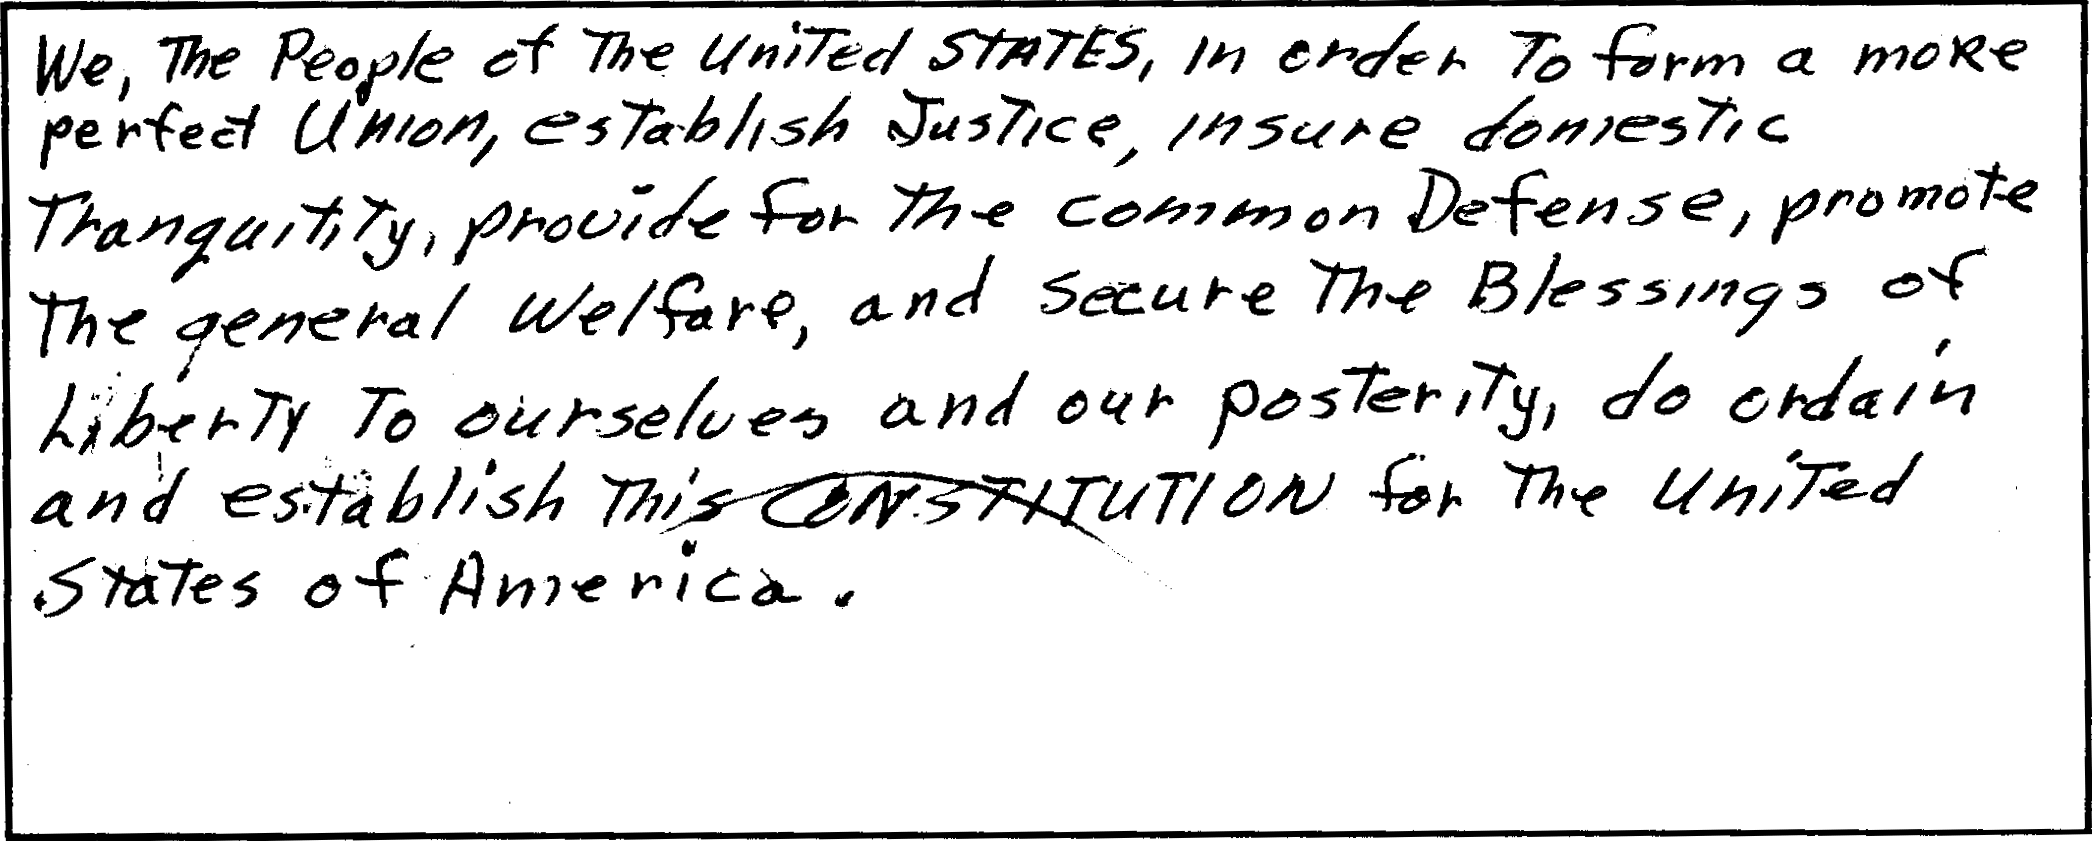 We, The People of The United STATES, in order To form a more
perfect Union, establish Justice, insure domestic
Tranquitity, provide for the common Defense, promote
The general Welfare, and secure The Blessings of
Liberty To ourselves and our posterity, do ordain
and establish This CONSTITUTION for The United
States of America.